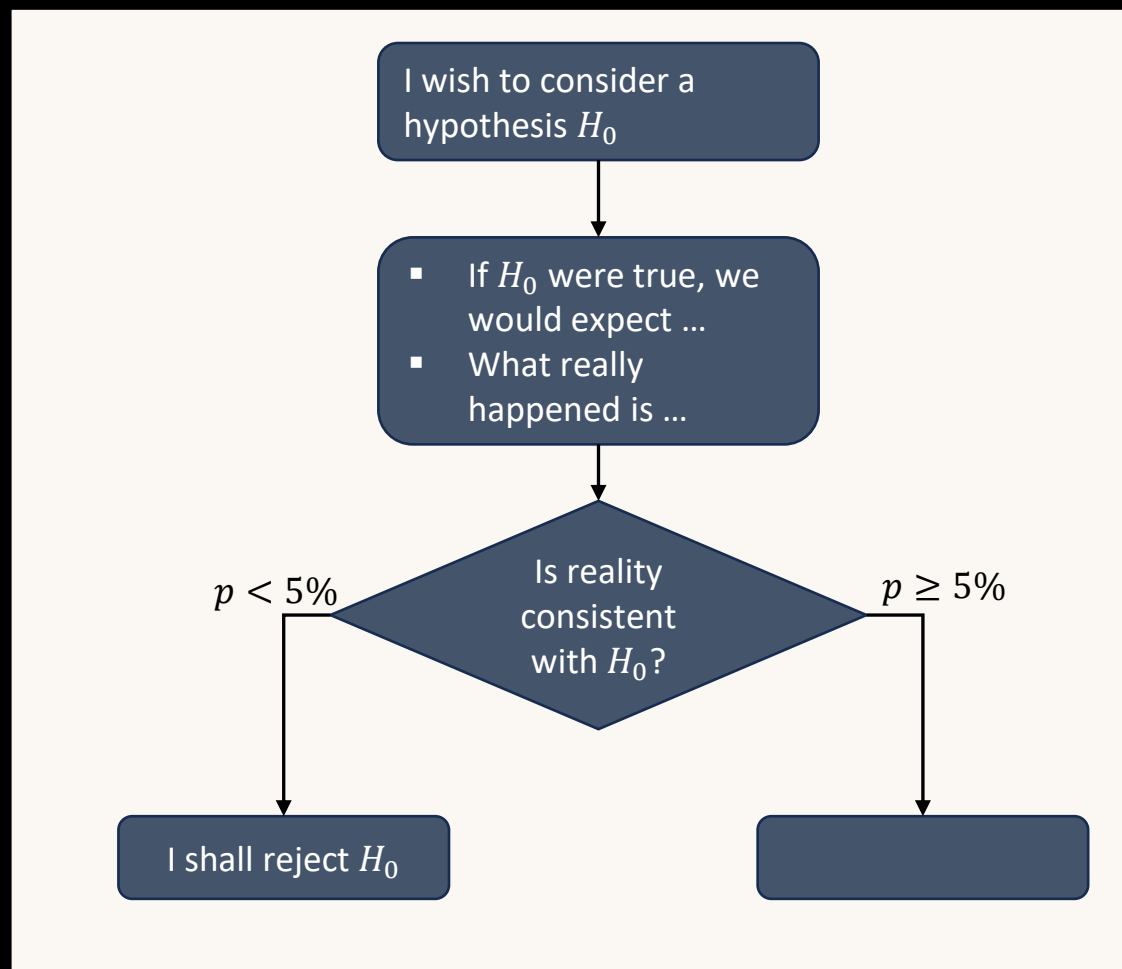 I wish to consider a
hypothesis H₀
▪ If H₀ were true, we
would expect …
▪ What really
happened is …
Is reality
consistent
with H₀?
p < 5%
p ≥ 5%
I shall reject H₀